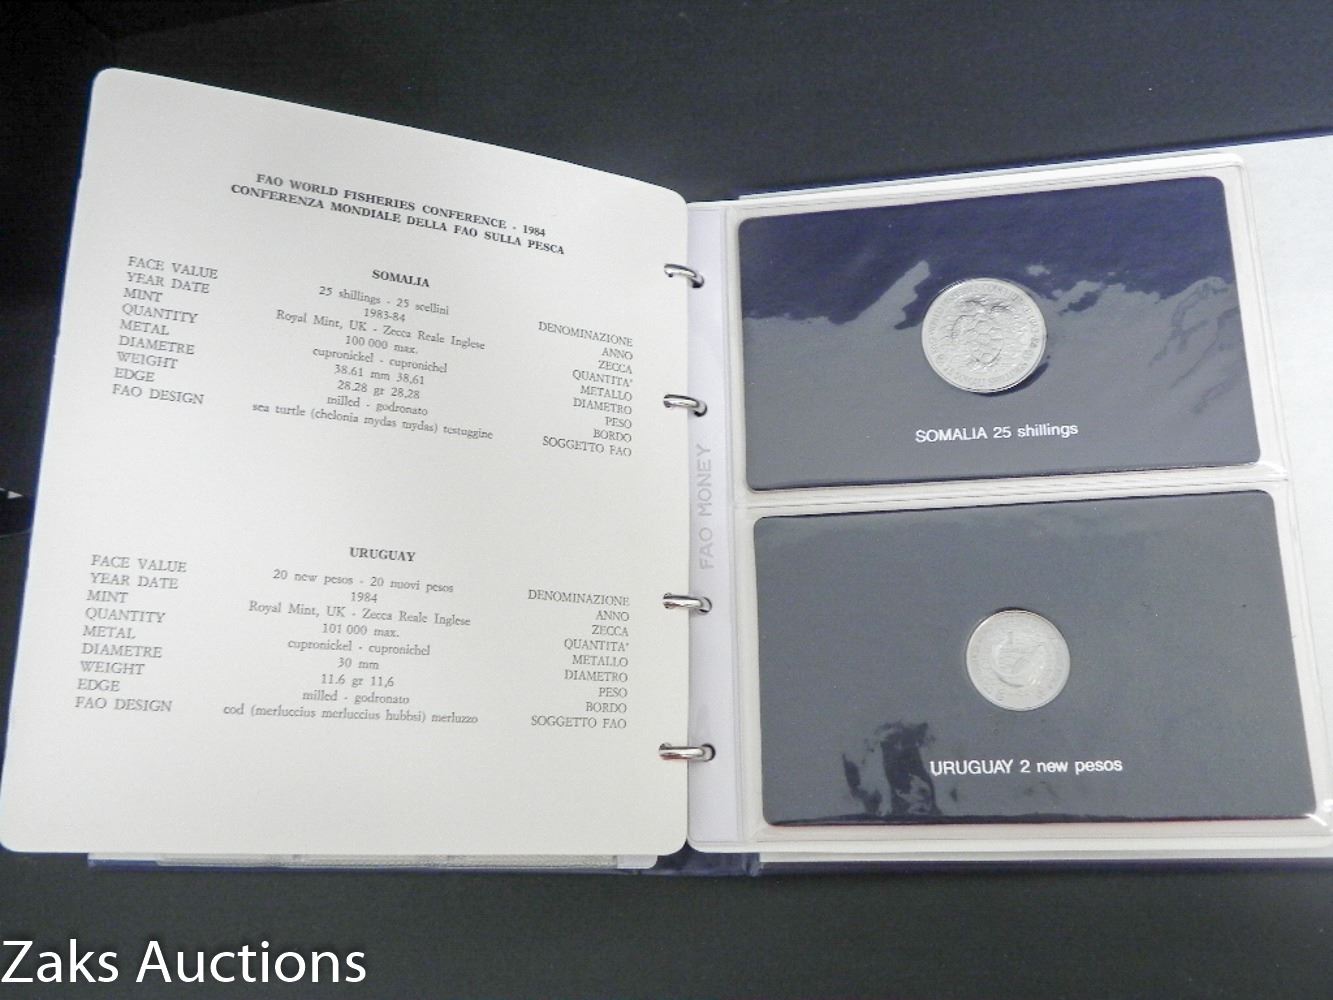 FAO WORLD FISHERIES CONFERENCE - 1984
CONFERENZA MONDIALE DELLA FAO SULLA PESCA
SOMALIA
FACE VALUE 25 shillings - 25 scellini DENOMINAZIONE
YEAR DATE 1983-84 ANNO
MINT Royal Mint, UK - Zecca Reale Inglese ZECCA
QUANTITY 100 000 max. QUANTITA'
METAL cupronickel - cupronichel METALLO
DIAMETRE 38.61 mm 38,61 DIAMETRO
WEIGHT 28.28 gr 28,28 PESO
EDGE milled - godronato BORDO
FAO DESIGN sea turtle (chelonia mydas mydas) testuggine SOGGETTO FAO
URUGUAY
FACE VALUE 20 new pesos - 20 nuovi pesos DENOMINAZIONE
YEAR DATE 1984 ANNO
MINT Royal Mint, UK - Zecca Reale Inglese ZECCA
QUANTITY 101 000 max. QUANTITA'
METAL cupronickel - cupronichel METALLO
DIAMETRE 30 mm DIAMETRO
WEIGHT 11.6 gr 11,6 PESO
EDGE milled - godronato BORDO
FAO DESIGN cod (merluccius merluccius hubbsi) merluzzo SOGGETTO FAO
FAO MONEY
SOMALIA 25 shillings
URUGUAY 2 new pesos
Zaks Auctions